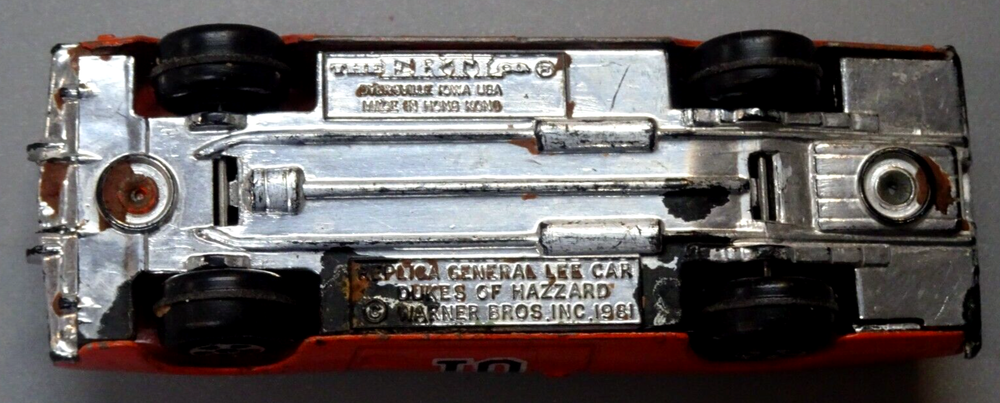 THE ERTL CO. ®
DYERSVILLE IOWA USA
MADE IN HONG KONG
REPLICA GENERAL LEE CAR
DUKES OF HAZZARD
© WARNER BROS. INC. 1981
01